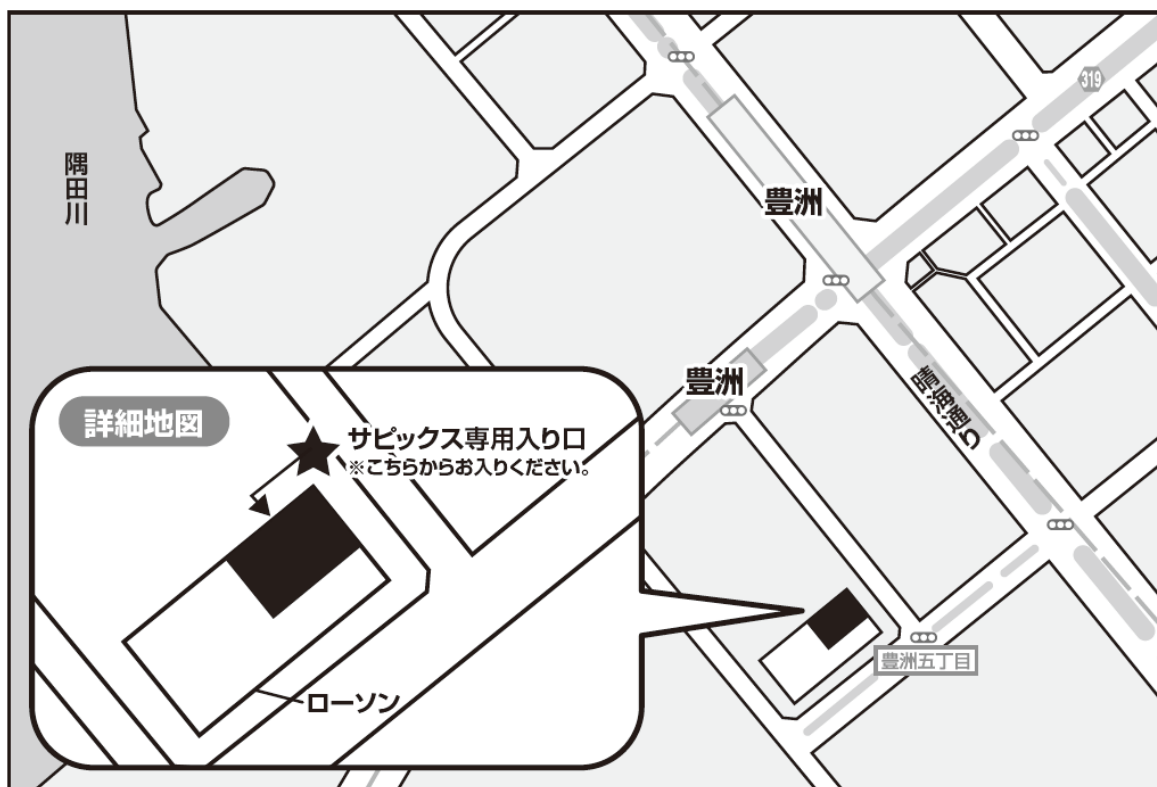 隅田川
319
豊洲
豊洲
晴海通り
詳細地図
サピックス専用入り口
※こちらからお入りください。
ローソン
豊洲五丁目